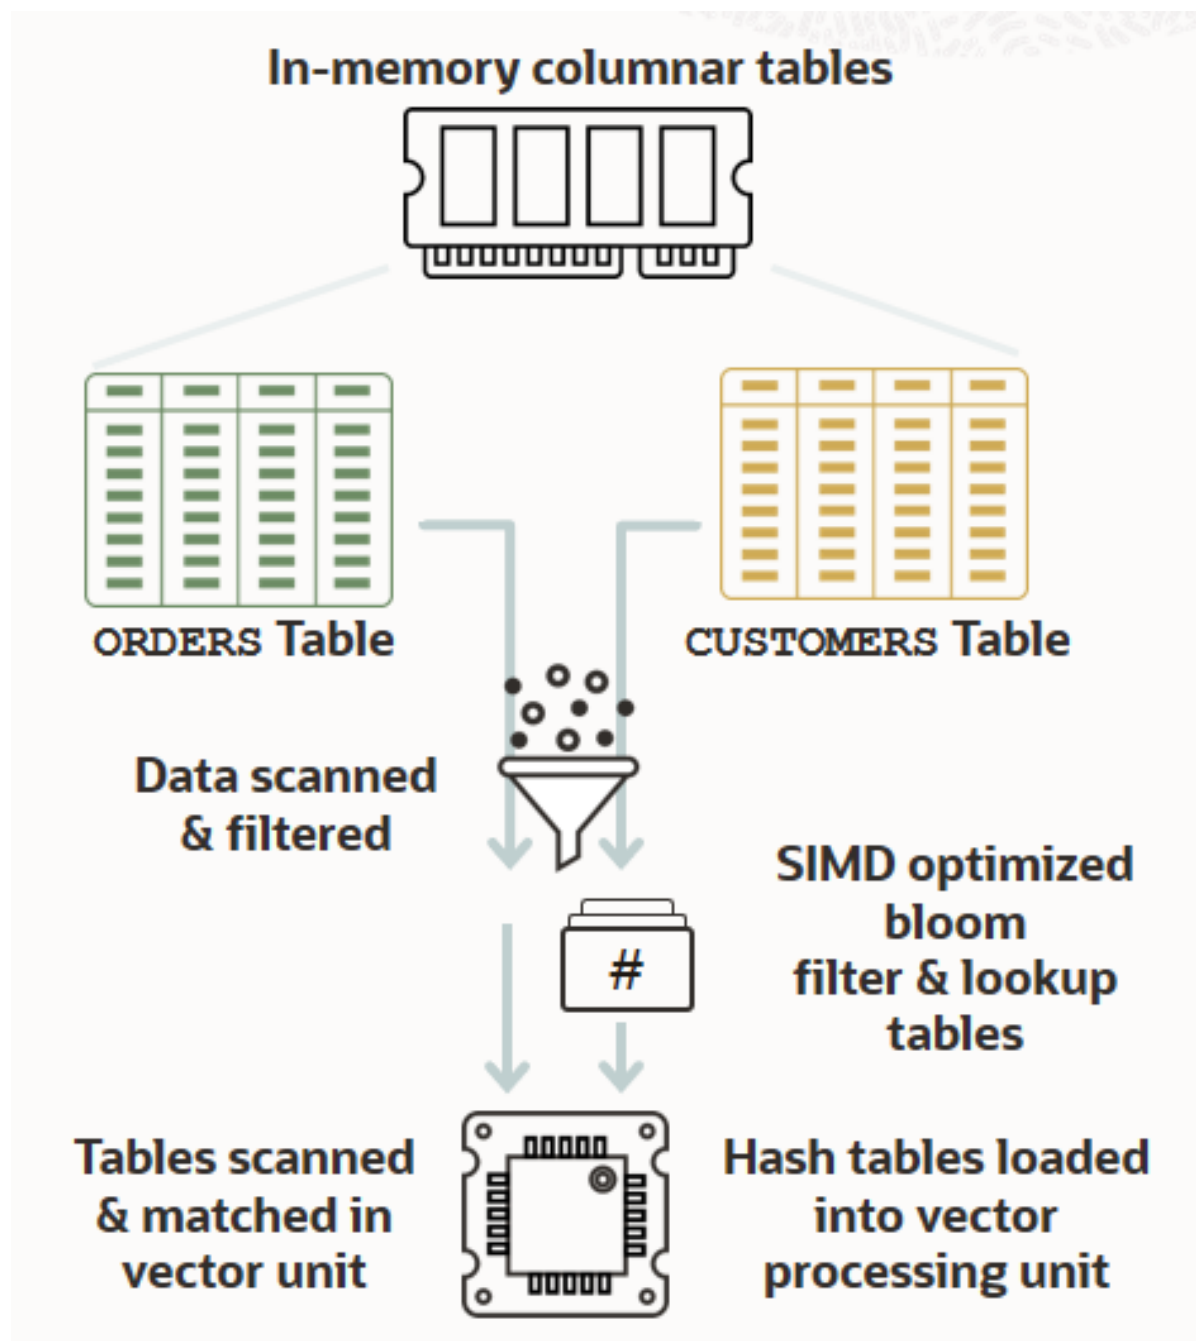 In-memory columnar tables
ORDERS Table
CUSTOMERS Table
Data scanned
& filtered
SIMD optimized
bloom
filter & lookup
tables
#
Tables scanned
& matched in
vector unit
Hash tables loaded
into vector
processing unit